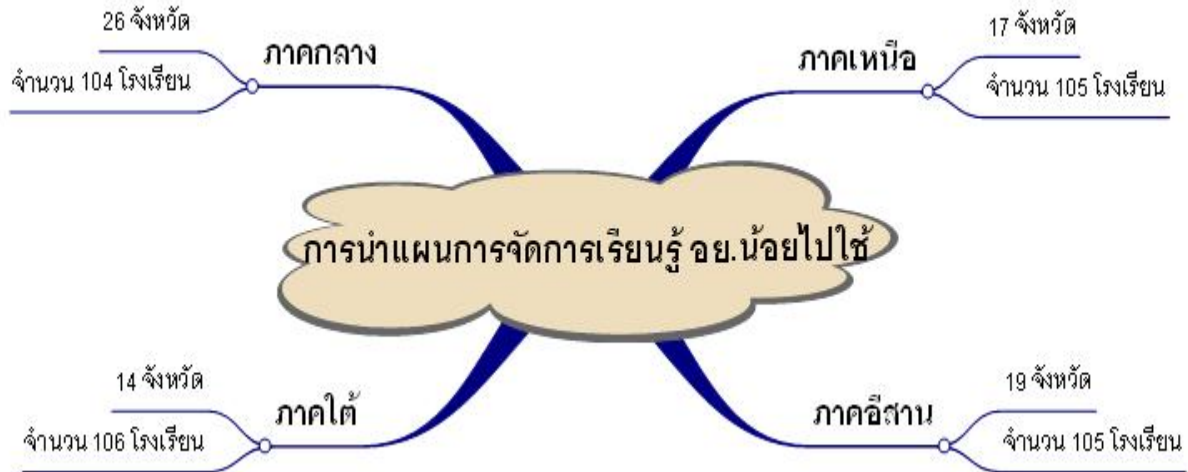 26 จังหวัด
ภาคกลาง
จำนวน 104 โรงเรียน
17 จังหวัด
ภาคเหนือ
จำนวน 105 โรงเรียน
การนำแผนการจัดการเรียนรู้ อย.น้อยไปใช้
14 จังหวัด
ภาคใต้
จำนวน 106 โรงเรียน
19 จังหวัด
ภาคอีสาน
จำนวน 105 โรงเรียน